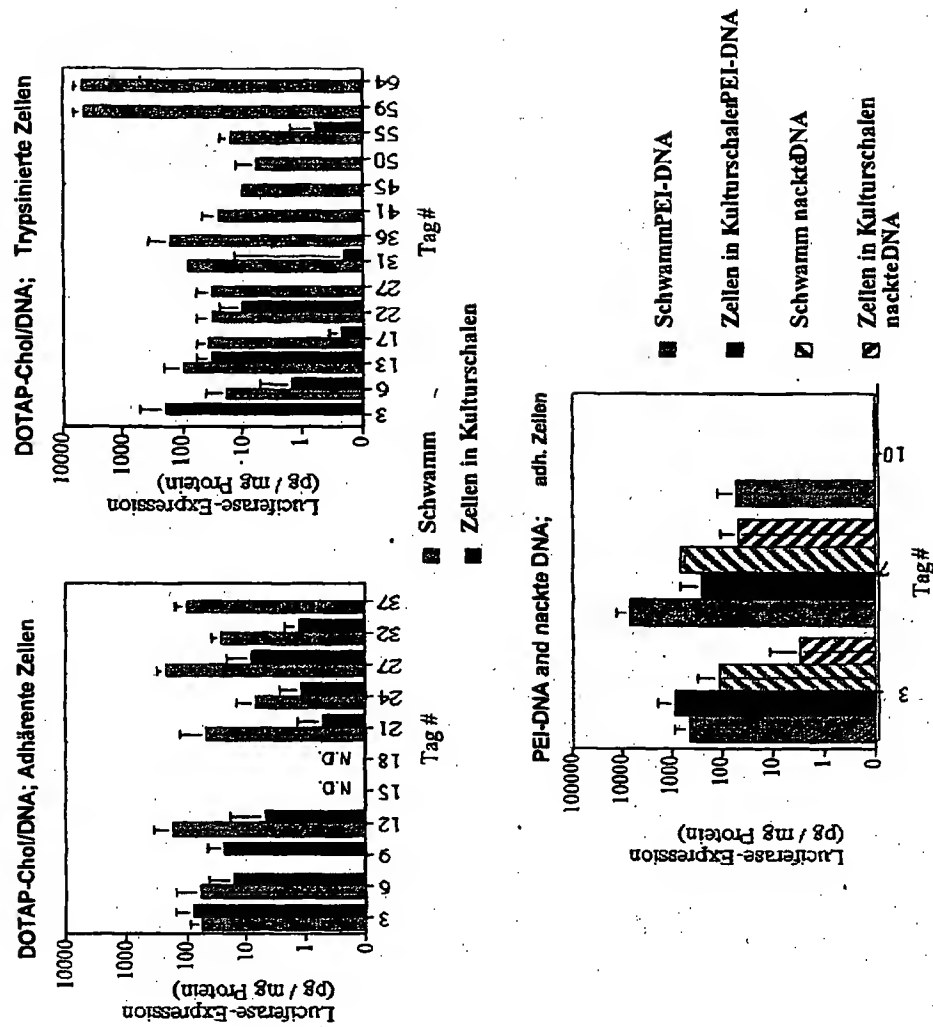 DOTAP-Chol/DNA; Adhärente Zellen
Luciferase-Expression
(pg / mg Protein)
10000
1000
100
10
1
0
3
6
9
12
15
18
21
24
27
32
37
N.D.
N.D.
Tag#
DOTAP-Chol/DNA; Trypsinierte Zellen
Luciferase-Expression
(pg / mg Protein)
10000
100
10
1
0
3
6
13
17
22
27
31
36
41
45
50
55
59
64
Tag#
Schwamm
Zellen in Kulturschalen
PEI-DNA and nackte DNA; adh. Zellen
Luciferase-Expression
(pg / mg Protein)
100000
10000
1000
100
10
1
0
3
7
10
Tag#
SchwammPEI-DNA
Zellen in KulturschalenPEI-DNA
Schwamm nackteDNA
Zellen in Kulturschalen
nackteDNA